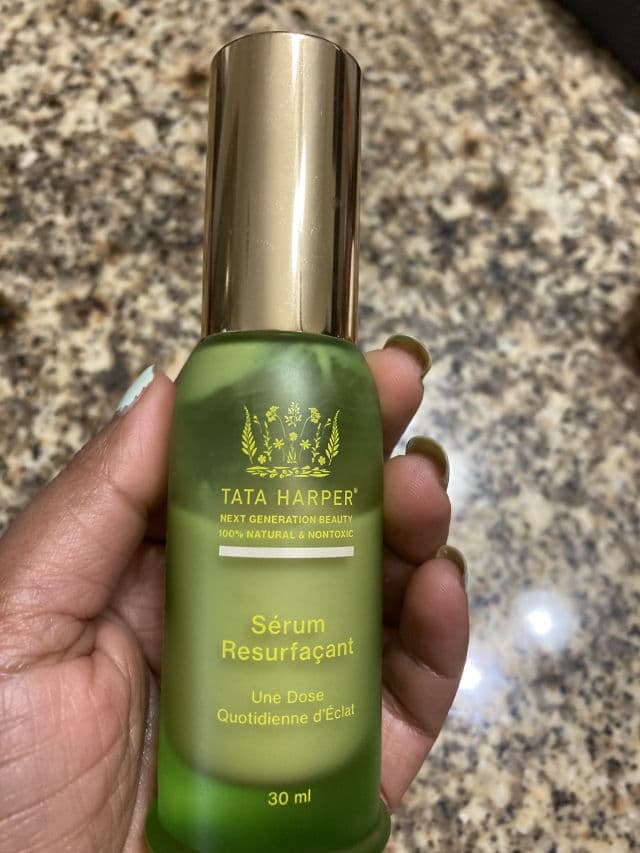 TATA HARPER®
NEXT GENERATION BEAUTY
100% NATURAL & NONTOXIC
Sérum
Resurfaçant
Une Dose
Quotidienne d'Éclat
30 ml